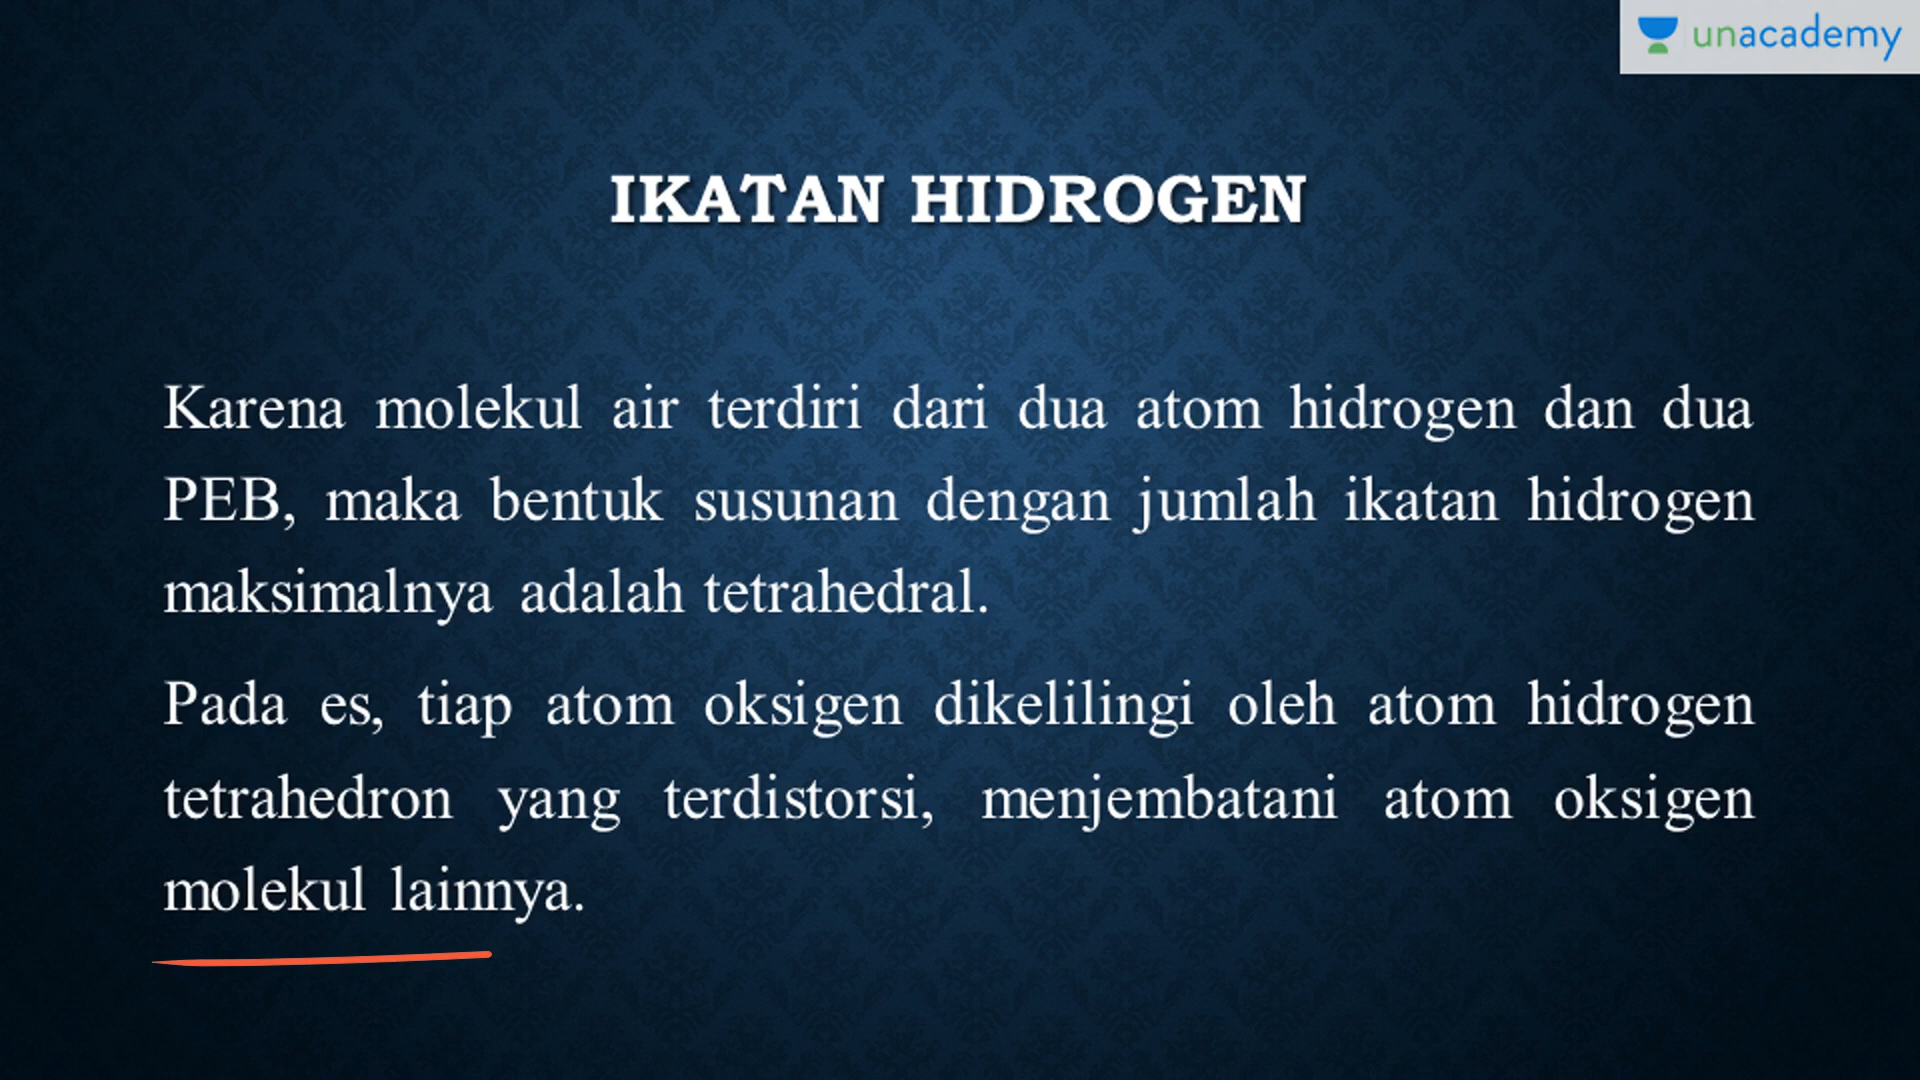 unacademy
IKATAN HIDROGEN
Karena molekul air terdiri dari dua atom hidrogen dan dua
PEB, maka bentuk susunan dengan jumlah ikatan hidrogen
maksimalnya adalah tetrahedral.
Pada es, tiap atom oksigen dikelilingi oleh atom hidrogen
tetrahedron yang terdistorsi, menjembatani atom oksigen
molekul lainnya.